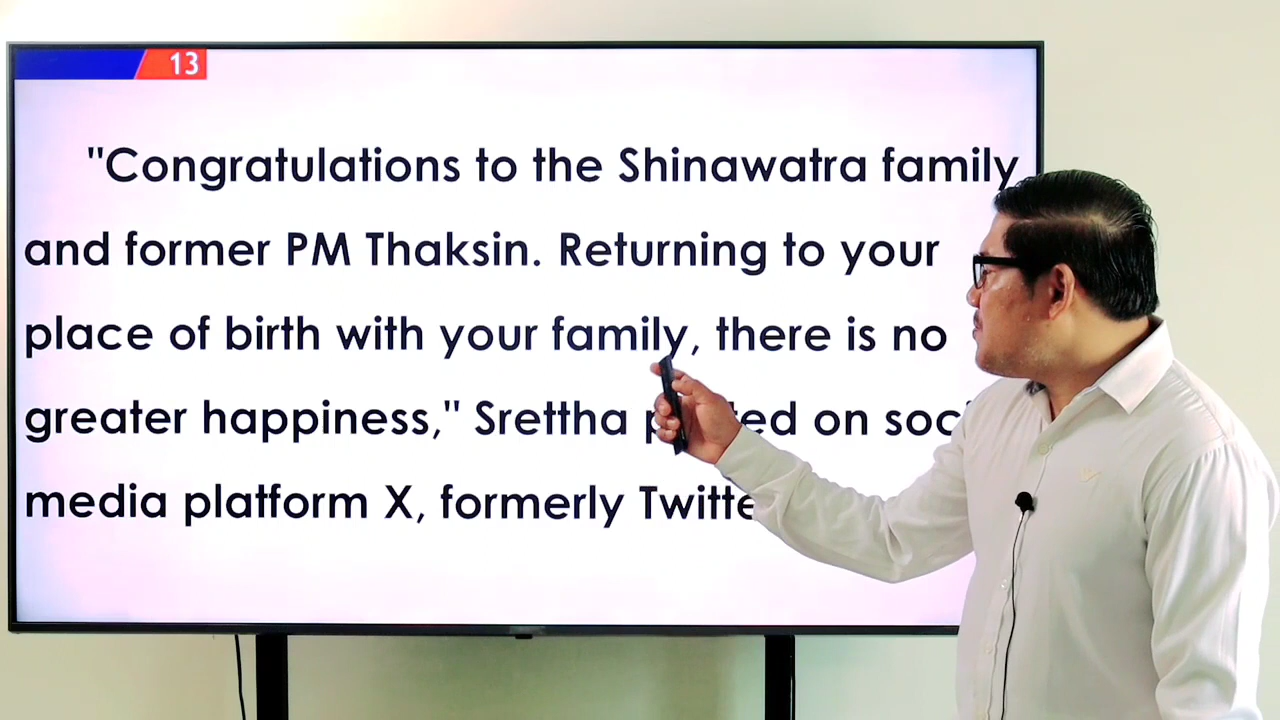 13
"Congratulations to the Shinawatra family
and former PM Thaksin. Returning to your
place of birth with your family, there is no
greater happiness," Srettha on
media platform X, formerly